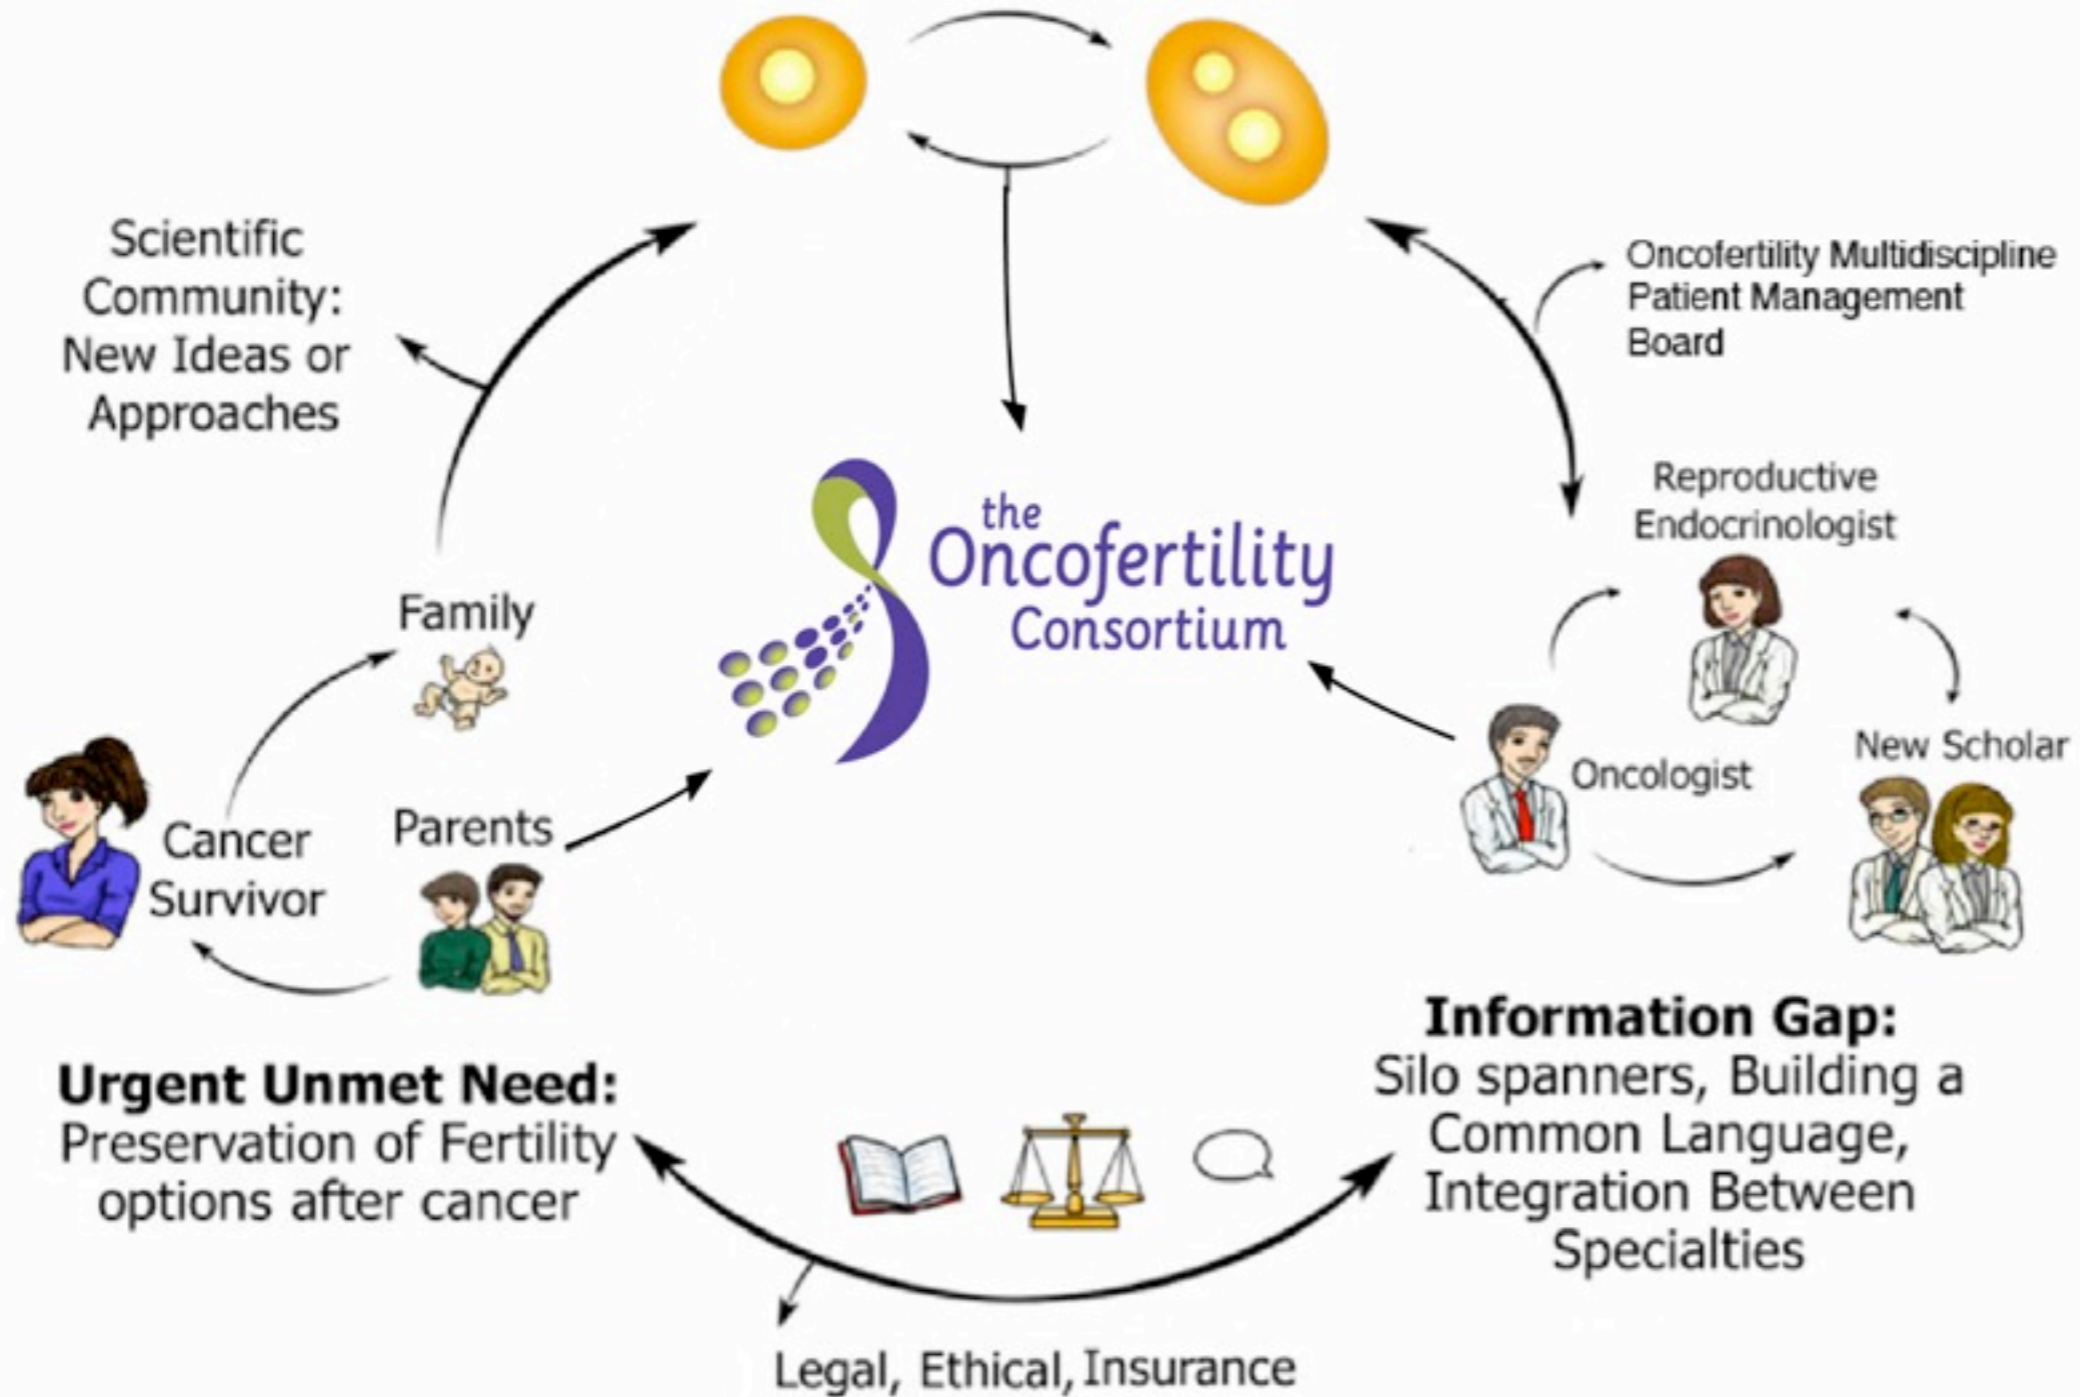 Scientific
Community:
New Ideas or
Approaches
Oncofertility Multidiscipline
Patient Management
Board
the
Oncofertility
Consortium
Reproductive
Endocrinologist
Family
Oncologist
New Scholar
Cancer
Survivor
Parents
Urgent Unmet Need:
Preservation of Fertility
options after cancer
Information Gap:
Silo spanners, Building a
Common Language,
Integration Between
Specialties
Legal, Ethical, Insurance